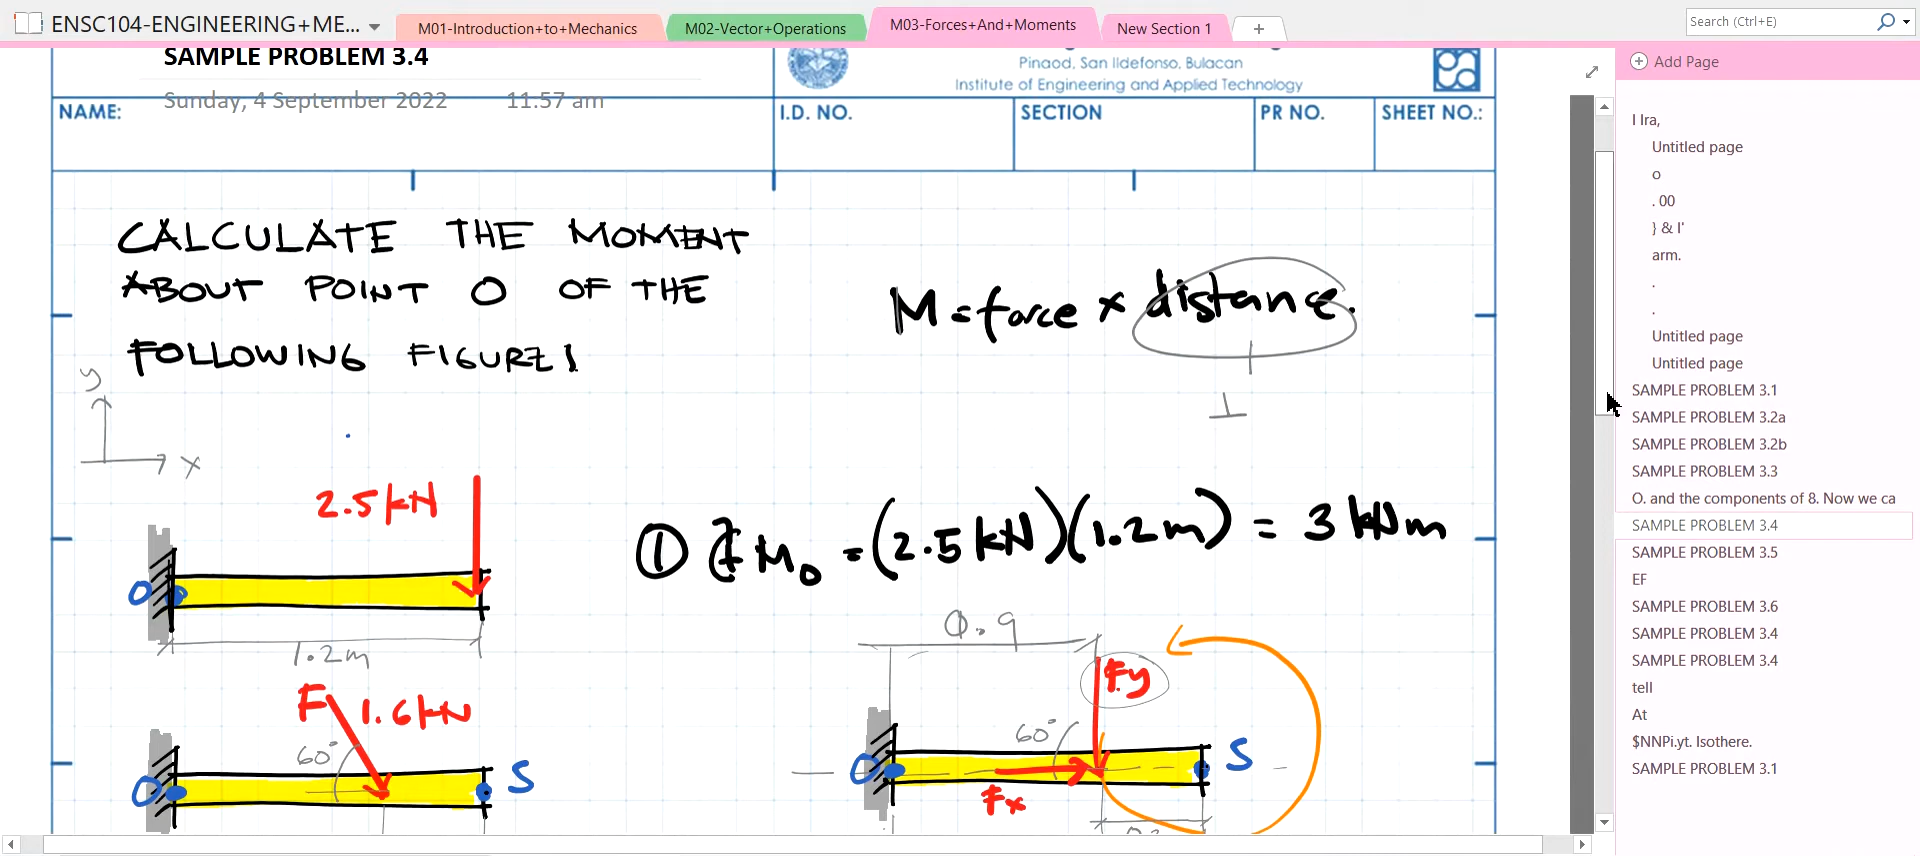 ENSC104-ENGINEERING+ME...
M01-Introduction+to+Mechanics
M02-Vector+Operations
M03-Forces+And+Moments
New Section 1
+
Search (Ctrl+E)
SAMPLE PROBLEM 3.4
Sunday, 4 September 2022 11.57 am
Pinaod, San Ildefonso, Bulacan
Institute of Engineering and Applied Technology
NAME:
I.D. NO.
SECTION
PR NO.
SHEET NO.:
CALCULATE THE MOMENT
ABOUT POINT O OF THE
FOLLOWING FIGURE
M = force × distance.
⊥
y
x
2.5 kN
O
1.2m
① M₀ = (2.5 kN)(1.2m) = 3 kNm
F 1.6 kN
60°
O
S
0.9
Fy
60°
O
S
Fx
Add Page
I Ira,
Untitled page
o
. 00
} & I'
arm.
.
.
Untitled page
Untitled page
SAMPLE PROBLEM 3.1
SAMPLE PROBLEM 3.2a
SAMPLE PROBLEM 3.2b
SAMPLE PROBLEM 3.3
O. and the components of 8. Now we ca
SAMPLE PROBLEM 3.4
SAMPLE PROBLEM 3.5
EF
SAMPLE PROBLEM 3.6
SAMPLE PROBLEM 3.4
SAMPLE PROBLEM 3.4
tell
At
$NNPi.yt. Isothere.
SAMPLE PROBLEM 3.1